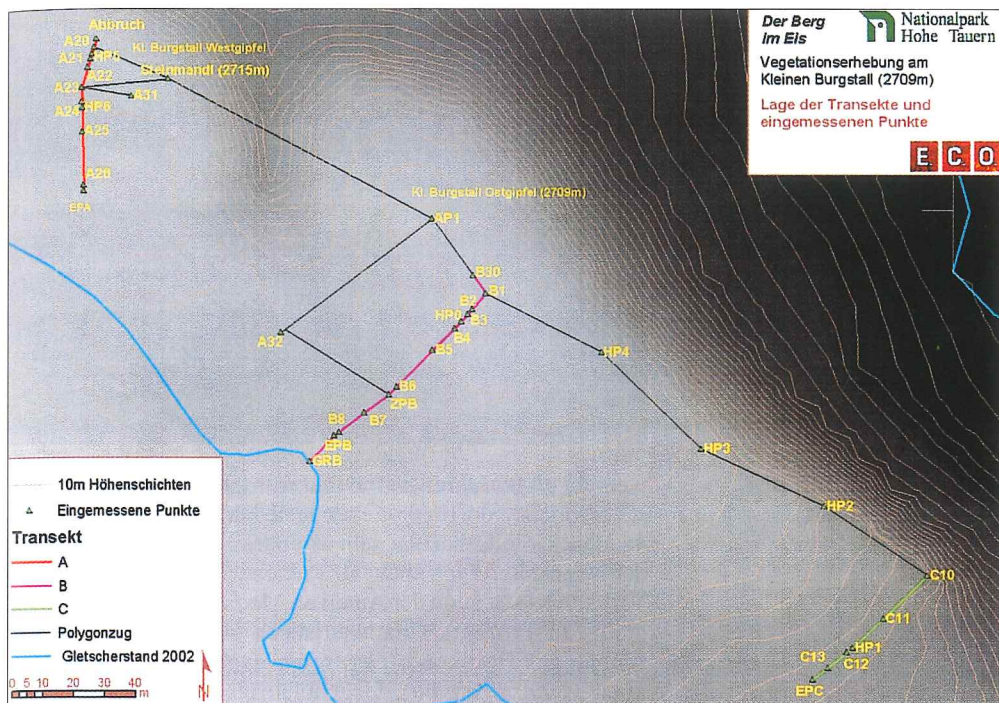 Der Berg
im Eis
Nationalpark
Hohe Tauern
Vegetationserhebung am
Kleinen Burgstall (2709m)
Lage der Transekte und
eingemessenen Punkte
E C O
Abbruch
A20
Kl. Burgstall-Westgipfel
A21 HP5
A22
Steinmandl (2715m)
A23
A31
A24 HP6
A25
A26
EPA
Kl. Burgstall Ostgipfel (2709m)
AP1
B30
B1
B2
HP0 B3
B4
A32
B5
HP4
B6
ZPB
B7
B8
EPB
GRB
HP3
HP2
C10
C11
HP1
C12
C13
EPC
10m Höhenschichten
Eingemessene Punkte
Transekt
A
B
C
Polygonzug
Gletscherstand 2002
0 5 10 20 30 40
m
N